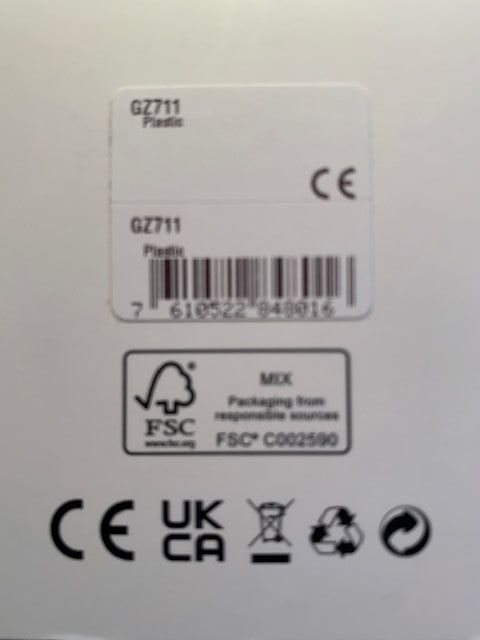 GZ711
Plastic
CE
GZ711
Plastic
7 610522 848016
FSC
www.fsc.org
MIX
Packaging from
responsible sources
FSC® C002590
CE
UK
CA